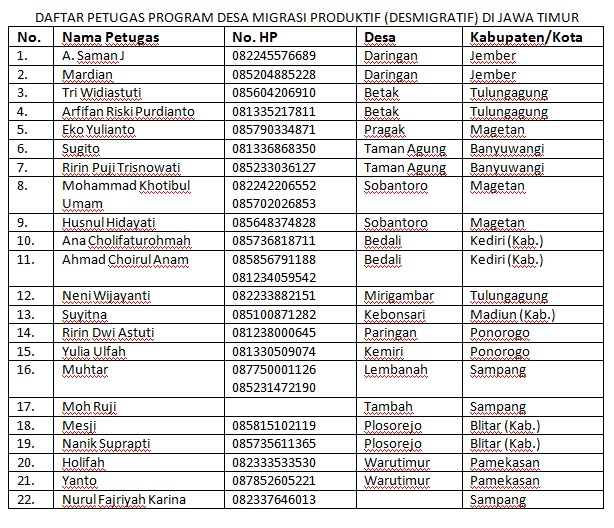 DAFTAR PETUGAS PROGRAM DESA MIGRASI PRODUKTIF (DESMIGRATIF) DI JAWA TIMUR
No. Nama Petugas No. HP Desa Kabupaten/Kota
1. A. Saman J 082245576689 Daringan Jember
2. Mardian 085204885228 Daringan Jember
3. Tri Widiastuti 085604206910 Betak Tulungagung
4. Arfifan Riski Purdianto 081335217811 Betak Tulungagung
5. Eko Yulianto 085790334871 Pragak Magetan
6. Sugito 081336868350 Taman Agung Banyuwangi
7. Ririn Puji Trisnowati 085233036127 Taman Agung Banyuwangi
8. Mohammad Khotibul 082242206552 Sobantoro Magetan
Umam 085702026853
9. Husnul Hidayati 085648374828 Sobantoro Magetan
10. Ana Cholifaturohmah 085736818711 Bedali Kediri (Kab.)
11. Ahmad Choirul Anam 085856791188 Bedali Kediri (Kab.)
081234059542
12. Neni Wijayanti 082233882151 Mirigambar Tulungagung
13. Suyitna 085100871282 Kebonsari Madiun (Kab.)
14. Ririn Dwi Astuti 081238000645 Paringan Ponorogo
15. Yulia Ulfah 081330509074 Kemiri Ponorogo
16. Muhtar 087750001126 Lembanah Sampang
085231472190
17. Moh Ruji Tambah Sampang
18. Mesji 085815102119 Plosorejo Blitar (Kab.)
19. Nanik Suprapti 085735611365 Plosorejo Blitar (Kab.)
20. Holifah 082333533530 Warutimur Pamekasan
21. Yanto 087852605221 Warutimur Pamekasan
22. Nurul Fajriyah Karina 082337646013 Sampang